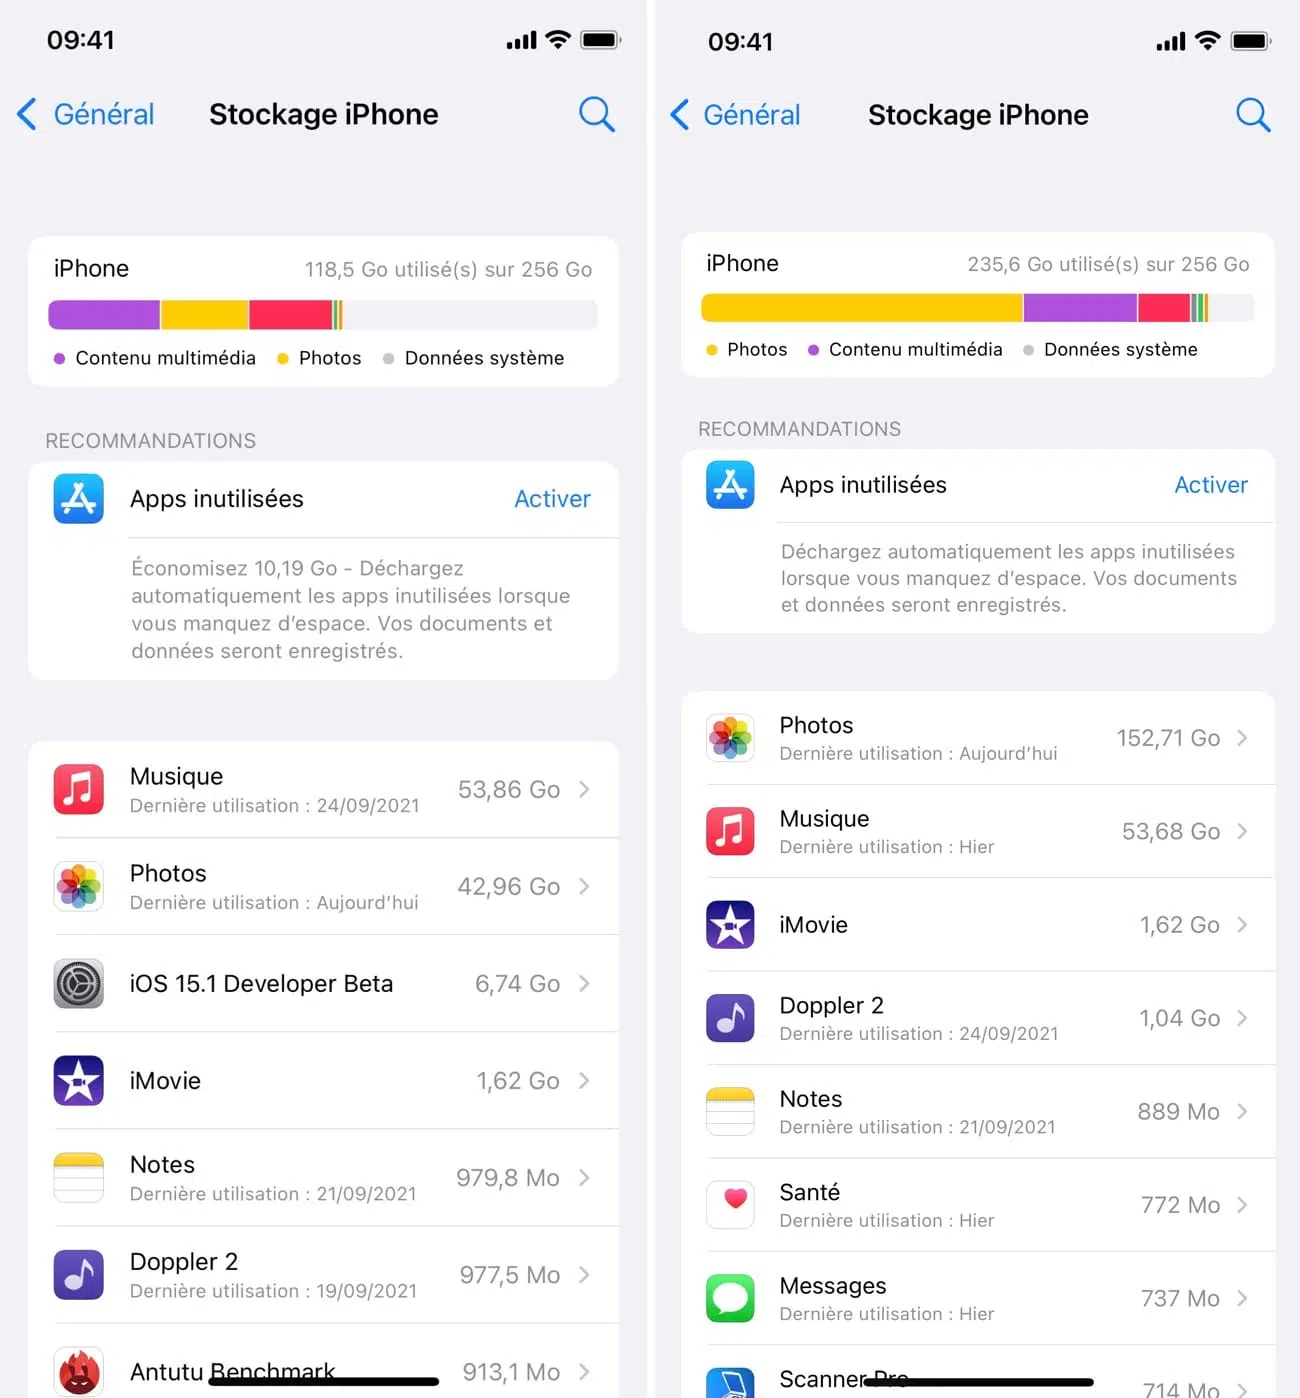 09:41
Général
Stockage iPhone
iPhone
118,5 Go utilisé(s) sur 256 Go
Contenu multimédia
Photos
Données système
RECOMMANDATIONS
Apps inutilisées
Activer
Économisez 10,19 Go - Déchargez
automatiquement les apps inutilisées lorsque
vous manquez d’espace. Vos documents et
données seront enregistrés.
Musique
53,86 Go
Dernière utilisation : 24/09/2021
Photos
42,96 Go
Dernière utilisation : Aujourd’hui
iOS 15.1 Developer Beta
6,74 Go
iMovie
1,62 Go
Notes
979,8 Mo
Dernière utilisation : 21/09/2021
Doppler 2
977,5 Mo
Dernière utilisation : 19/09/2021
Antutu Benchmark
913,1 Mo
09:41
Général
Stockage iPhone
iPhone
235,6 Go utilisé(s) sur 256 Go
Photos
Contenu multimédia
Données système
RECOMMANDATIONS
Apps inutilisées
Activer
Déchargez automatiquement les apps inutilisées
lorsque vous manquez d’espace. Vos documents
et données seront enregistrés.
Photos
152,71 Go
Dernière utilisation : Aujourd’hui
Musique
53,68 Go
Dernière utilisation : Hier
iMovie
1,62 Go
Doppler 2
1,04 Go
Dernière utilisation : 24/09/2021
Notes
889 Mo
Dernière utilisation : 21/09/2021
Santé
772 Mo
Dernière utilisation : Hier
Messages
737 Mo
Dernière utilisation : Hier
Scanner Pro
714 Mo